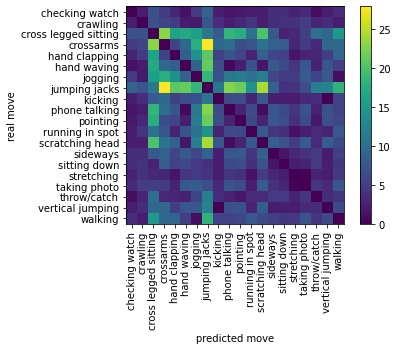 checking watch
crawling
cross legged sitting
crossarms
hand clapping
hand waving
jogging
jumping jacks
kicking
phone talking
pointing
running in spot
scratching head
sideways
sitting down
stretching
taking photo
throw/catch
vertical jumping
walking
real move
checking watch
crawling
cross legged sitting
crossarms
hand clapping
hand waving
jogging
jumping jacks
kicking
phone talking
pointing
running in spot
scratching head
sideways
sitting down
stretching
taking photo
throw/catch
vertical jumping
walking
predicted move
25
20
15
10
5
0